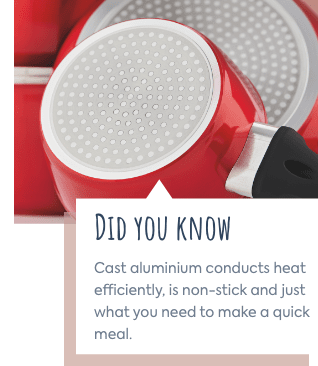 DID YOU KNOW
Cast aluminium conducts heat
efficiently, is non-stick and just
what you need to make a quick
meal.